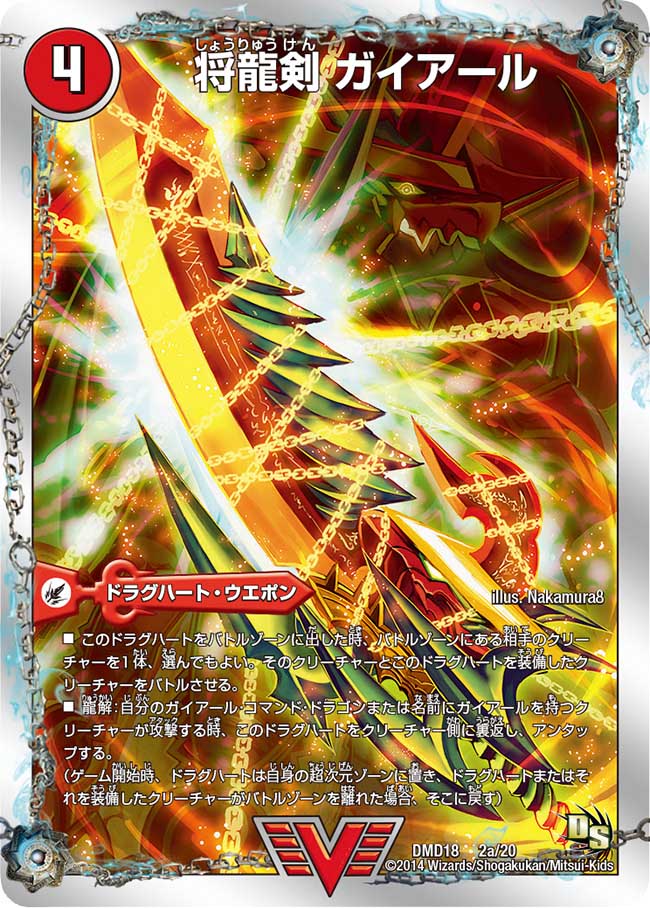 4
しょうりゅうけん
将龍剣 ガイアール
ドラグハート・ウエポン
illus. Nakamura8
■ このドラグハートをバトルゾーンに出した時、バトルゾーンにある相手のクリー
チャーを1体、選んでもよい。そのクリーチャーとこのドラグハートを装備したク
リーチャーをバトルさせる。
■ 龍解:自分のガイアール・コマンド・ドラゴンまたは名前にガイアールを持つク
リーチャーが攻撃する時、このドラグハートをクリーチャー側に裏返し、アンタッ
プする。
(ゲーム開始時、ドラグハートは自身の超次元ゾーンに置き、ドラグハートまたはそ
れを装備したクリーチャーがバトルゾーンを離れた場合、そこに戻す)
DS
V
DMD18 2a/20
©2014 Wizards/Shogakukan/Mitsui-Kids